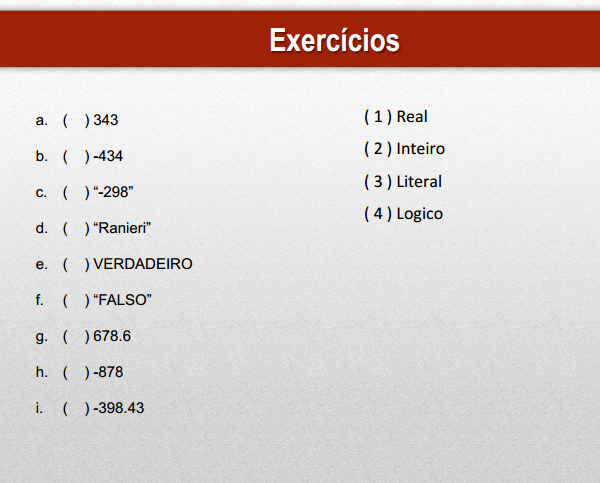 Exercícios
a. ( ) 343
b. ( ) -434
c. ( ) “-298”
d. ( ) “Ranieri”
e. ( ) VERDADEIRO
f. ( ) “FALSO”
g. ( ) 678.6
h. ( ) -878
i. ( ) -398.43
( 1 ) Real
( 2 ) Inteiro
( 3 ) Literal
( 4 ) Logico